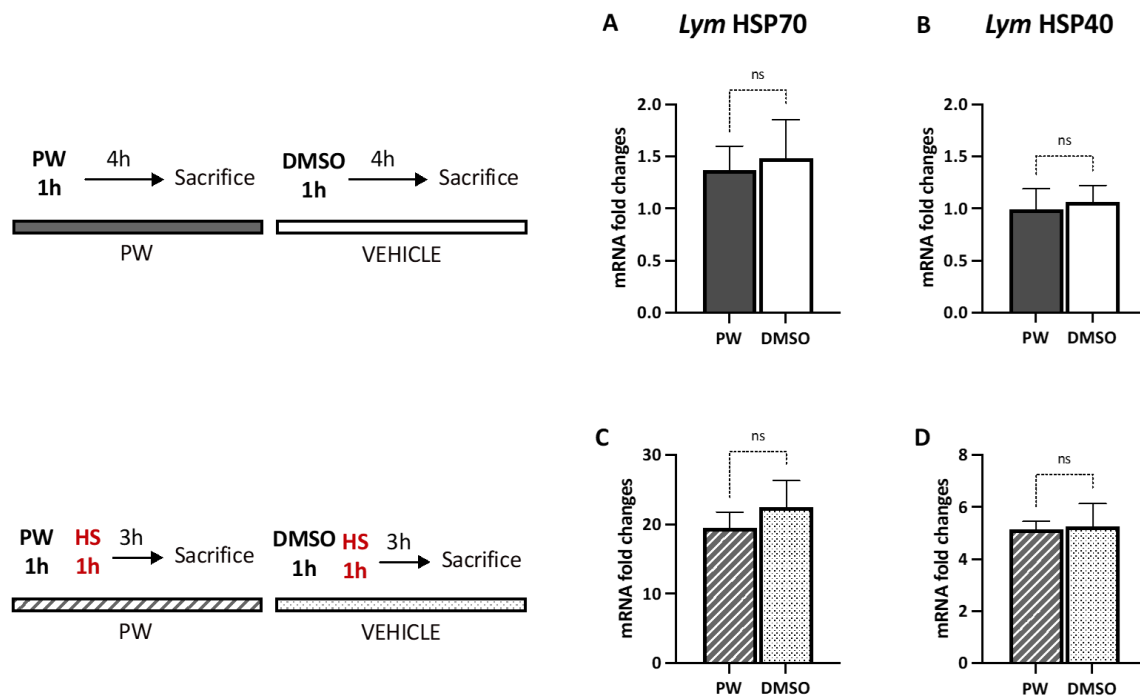 A Lym HSP70
B Lym HSP40
PW 4h
1h Sacrifice
DMSO 4h
1h Sacrifice
PW
VEHICLE
ns
mRNA fold changes
2.0
1.5
1.0
0.5
0.0
PW DMSO
ns
mRNA fold changes
2.0
1.5
1.0
0.5
0.0
PW DMSO
PW HS 3h
1h 1h Sacrifice
DMSO HS 3h
1h 1h Sacrifice
PW
VEHICLE
C
ns
mRNA fold changes
30
20
10
0
PW DMSO
D
ns
mRNA fold changes
8
6
4
2
0
PW DMSO